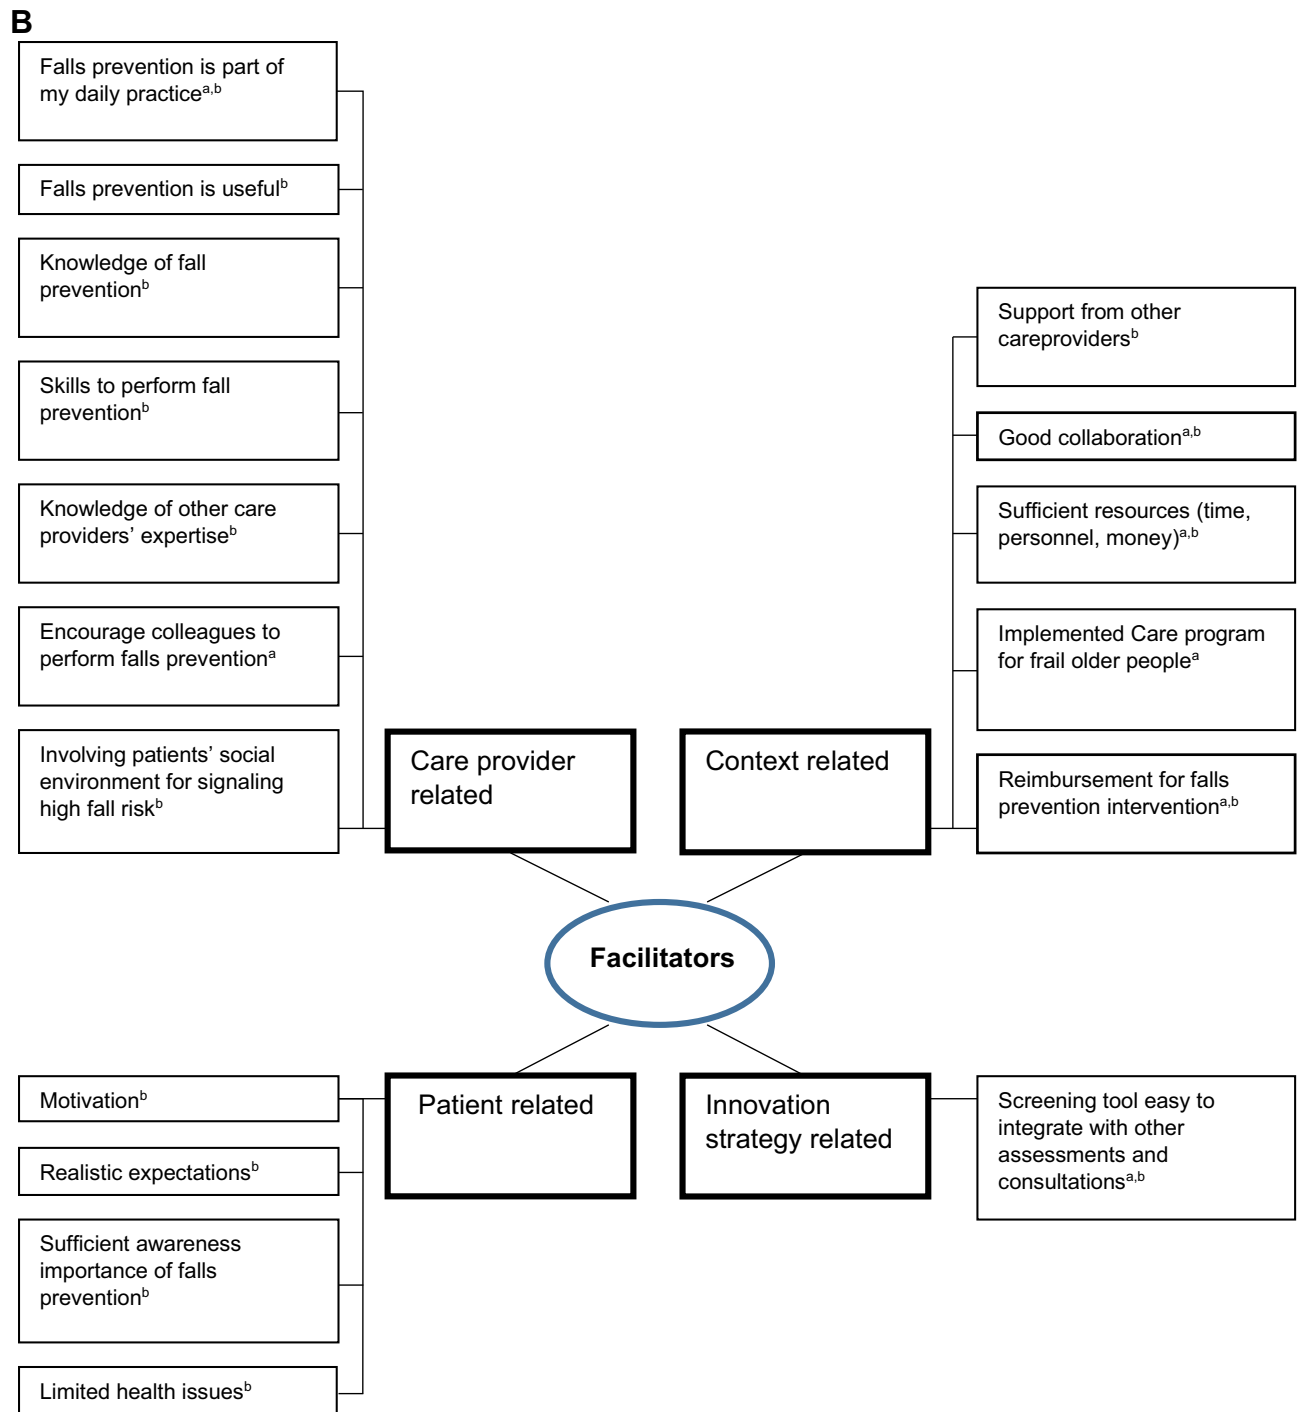 B
Falls prevention is part of
my daily practiceᵃ,ᵇ
Falls prevention is usefulᵇ
Knowledge of fall
preventionᵇ
Skills to perform fall
preventionᵇ
Knowledge of other care
providers’ expertiseᵇ
Encourage colleagues to
perform falls preventionᵃ
Involving patients’ social
environment for signaling
high fall riskᵇ
Care provider
related
Context related
Support from other
careprovidersᵇ
Good collaborationᵃ,ᵇ
Sufficient resources (time,
personnel, money)ᵃ,ᵇ
Implemented Care program
for frail older peopleᵃ
Reimbursement for falls
prevention interventionᵃ,ᵇ
Facilitators
Patient related
Innovation
strategy related
Motivationᵇ
Realistic expectationsᵇ
Sufficient awareness
importance of falls
preventionᵇ
Limited health issuesᵇ
Screening tool easy to
integrate with other
assessments and
consultationsᵃ,ᵇ